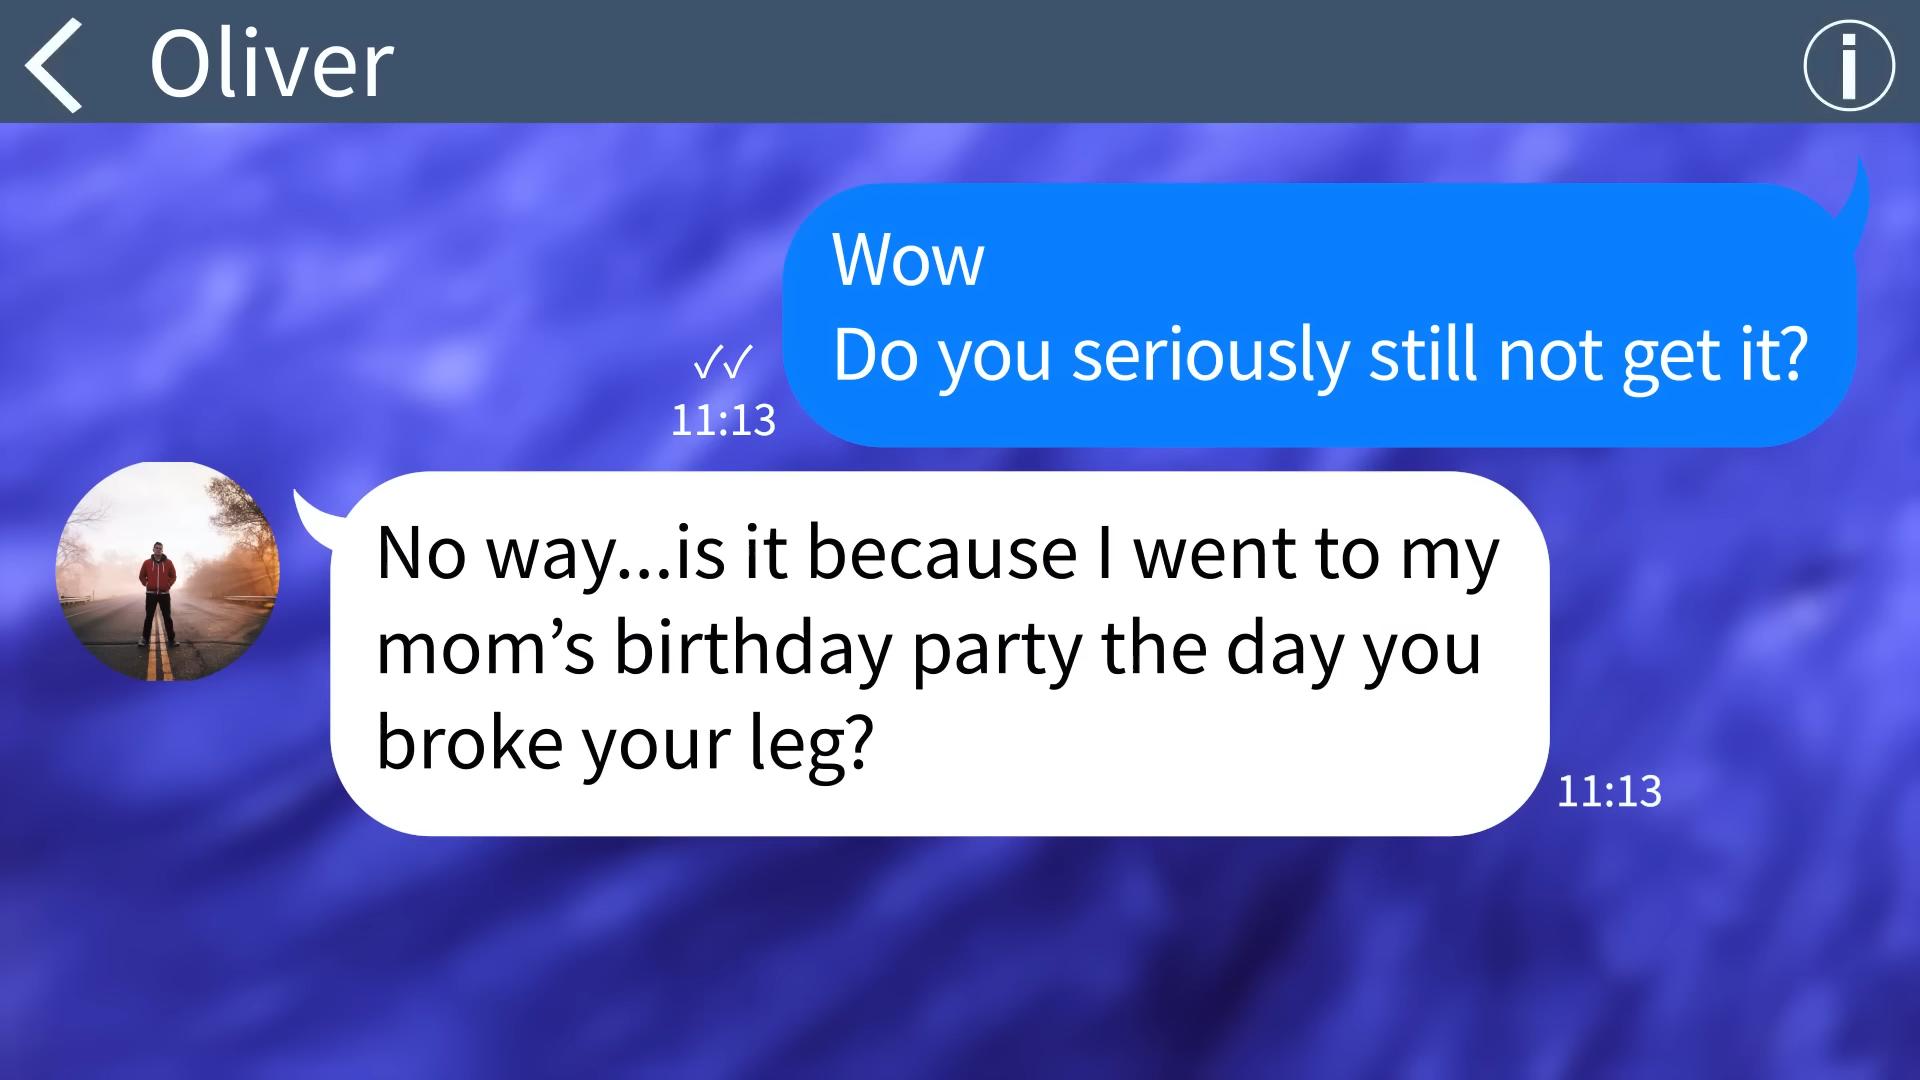 Oliver
Wow
Do you seriously still not get it?
✓✓
11:13
No way...is it because I went to my
mom’s birthday party the day you
broke your leg?
11:13